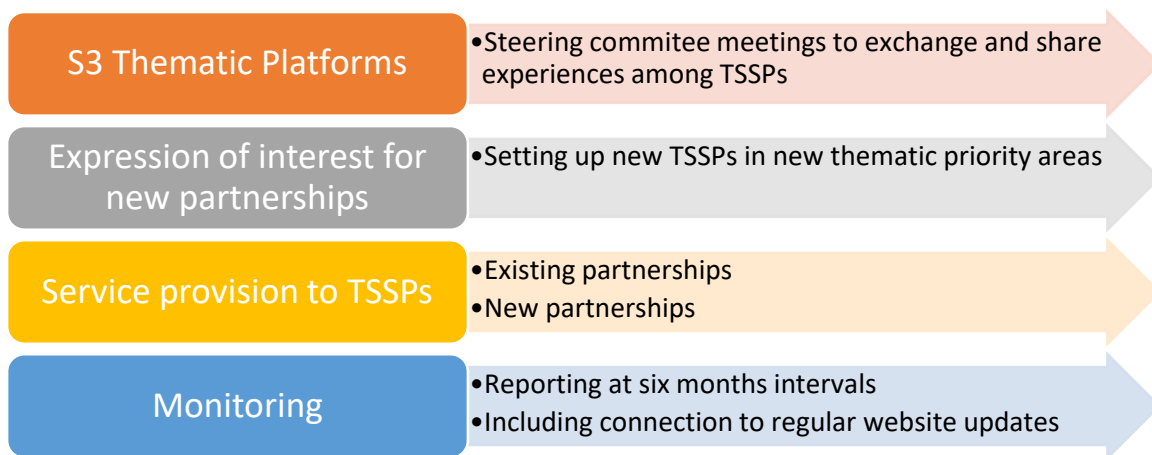 S3 Thematic Platforms
•Steering commitee meetings to exchange and share
experiences among TSSPs
Expression of interest for
new partnerships
•Setting up new TSSPs in new thematic priority areas
Service provision to TSSPs
•Existing partnerships
•New partnerships
Monitoring
•Reporting at six months intervals
•Including connection to regular website updates